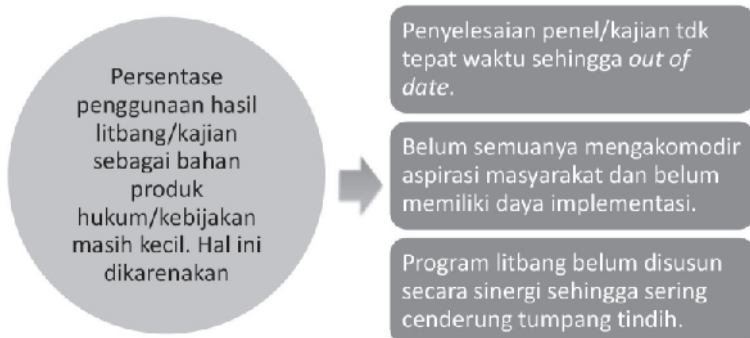 Persentase
penggunaan hasil
litbang/kajian
sebagai bahan
produk
hukum/kebijakan
masih kecil. Hal ini
dikarenakan
Penyelesaian penel/kajian tdk
tepat waktu sehingga out of
date.
Belum semuanya mengakomodir
aspirasi masyarakat dan belum
memiliki daya implementasi.
Program litbang belum disusun
secara sinergi sehingga sering
cenderung tumpang tindih.